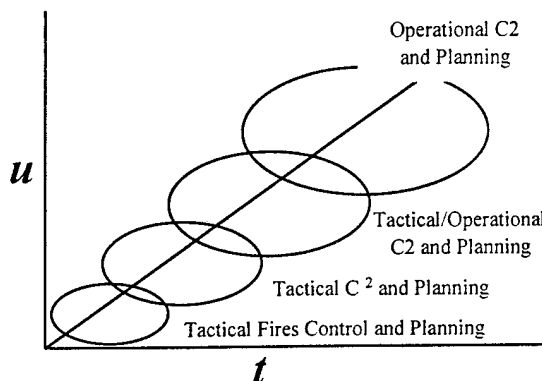 Operational C2
and Planning
u
Tactical/Operational
C2 and Planning
Tactical C ² and Planning
Tactical Fires Control and Planning
t